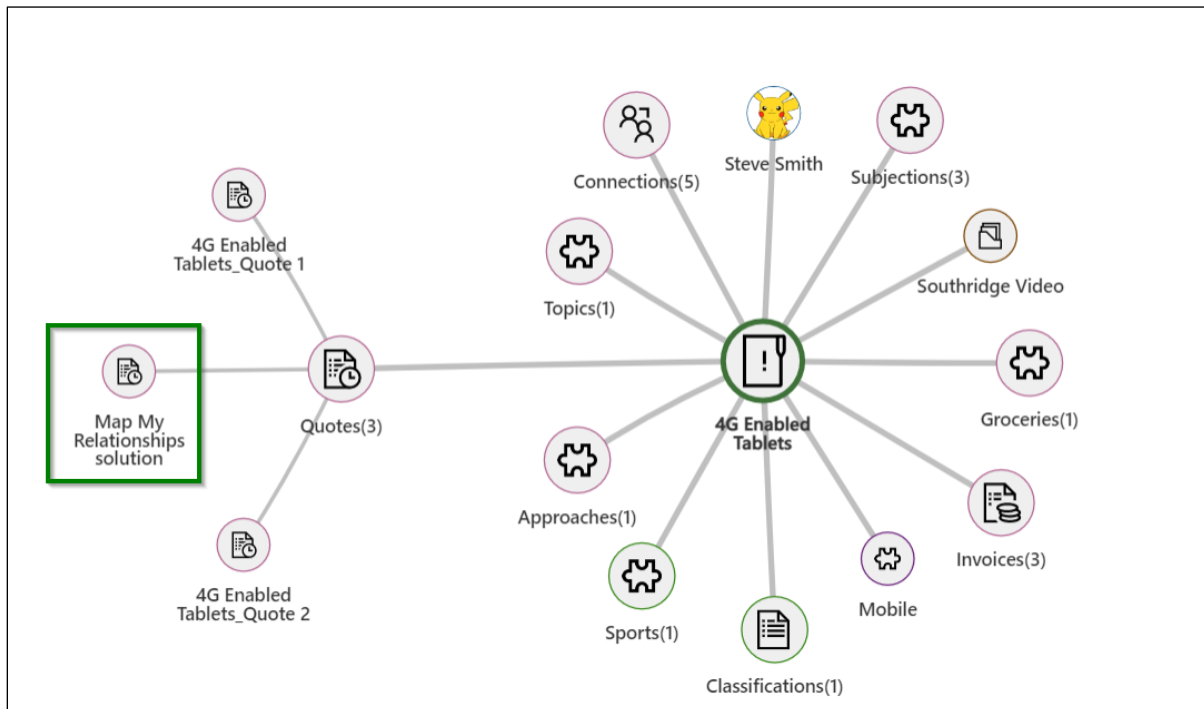 Connections(5)
Steve Smith
Subjections(3)
4G Enabled
Tablets_Quote 1
Topics(1)
Southridge Video
Map My
Relationships
solution
Quotes(3)
4G Enabled
Tablets
Groceries(1)
Approaches(1)
Invoices(3)
4G Enabled
Tablets_Quote 2
Sports(1)
Mobile
Classifications(1)